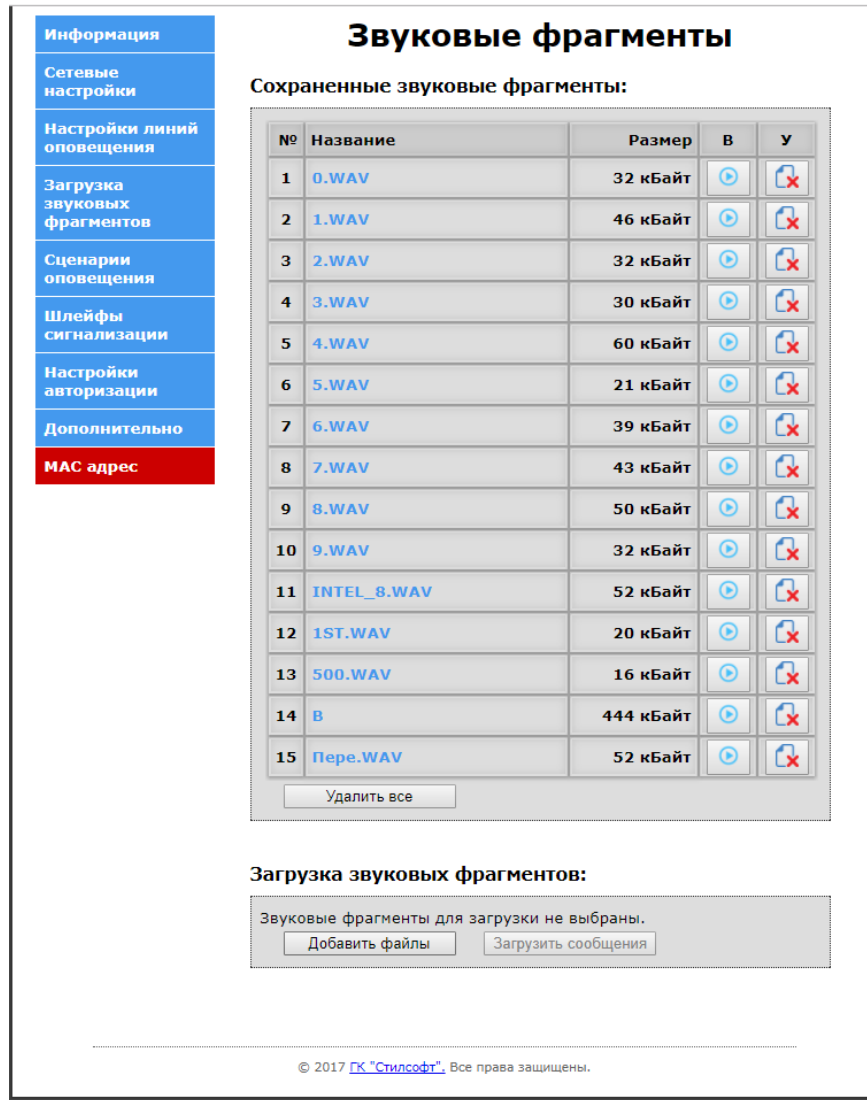 Информация
Сетевые
настройки
Настройки линий
оповещения
Загрузка
звуковых
фрагментов
Сценарии
оповещения
Шлейфы
сигнализации
Настройки
авторизации
Дополнительно
MAC адрес
Звуковые фрагменты
Сохраненные звуковые фрагменты:
№ Название Размер В У
1 0.WAV 32 кБайт
2 1.WAV 46 кБайт
3 2.WAV 32 кБайт
4 3.WAV 30 кБайт
5 4.WAV 60 кБайт
6 5.WAV 21 кБайт
7 6.WAV 39 кБайт
8 7.WAV 43 кБайт
9 8.WAV 50 кБайт
10 9.WAV 32 кБайт
11 INTEL_8.WAV 52 кБайт
12 1ST.WAV 20 кБайт
13 500.WAV 16 кБайт
14 В 444 кБайт
15 Пере.WAV 52 кБайт
Удалить все
Загрузка звуковых фрагментов:
Звуковые фрагменты для загрузки не выбраны.
Добавить файлы Загрузить сообщения
© 2017 ГК "Стилсофт". Все права защищены.